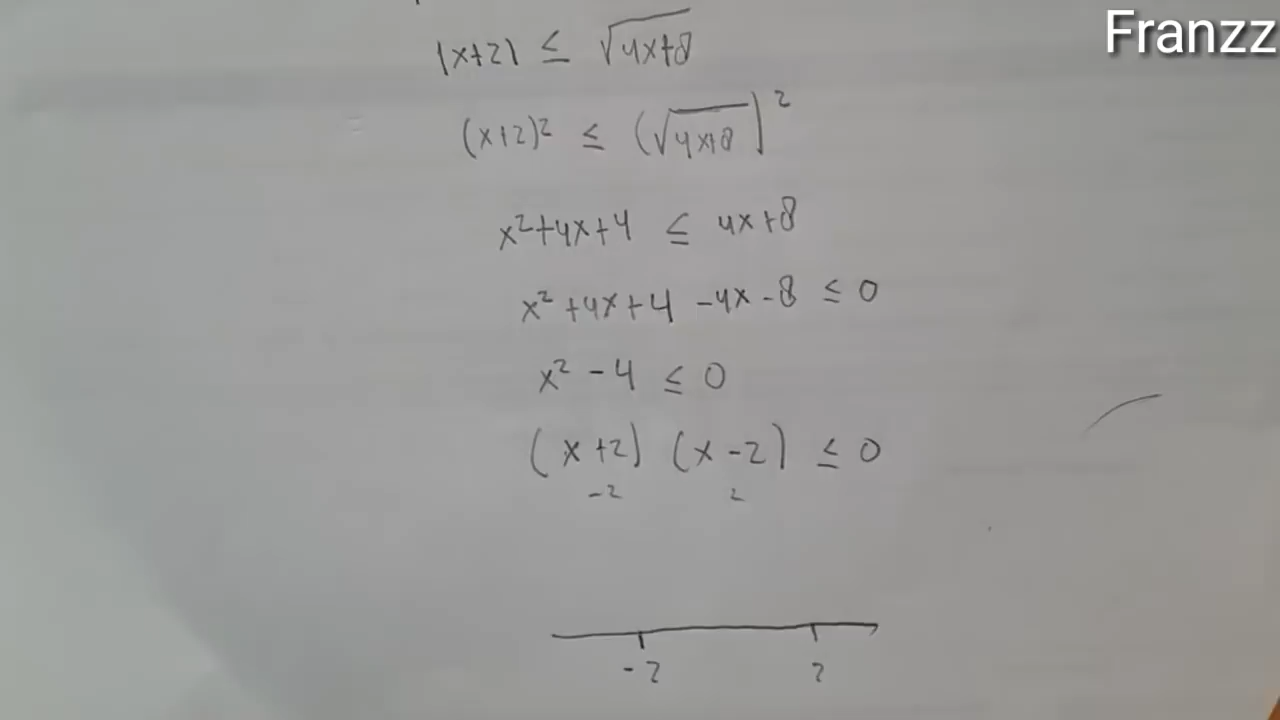 Franzz
|x+2| ≤ √(4x+8)
(x+2)² ≤ (√(4x+8))²
x²+4x+4 ≤ 4x+8
x²+4x+4-4x-8 ≤ 0
x²-4 ≤ 0
(x+2) (x-2) ≤ 0
-2 2
-2 2